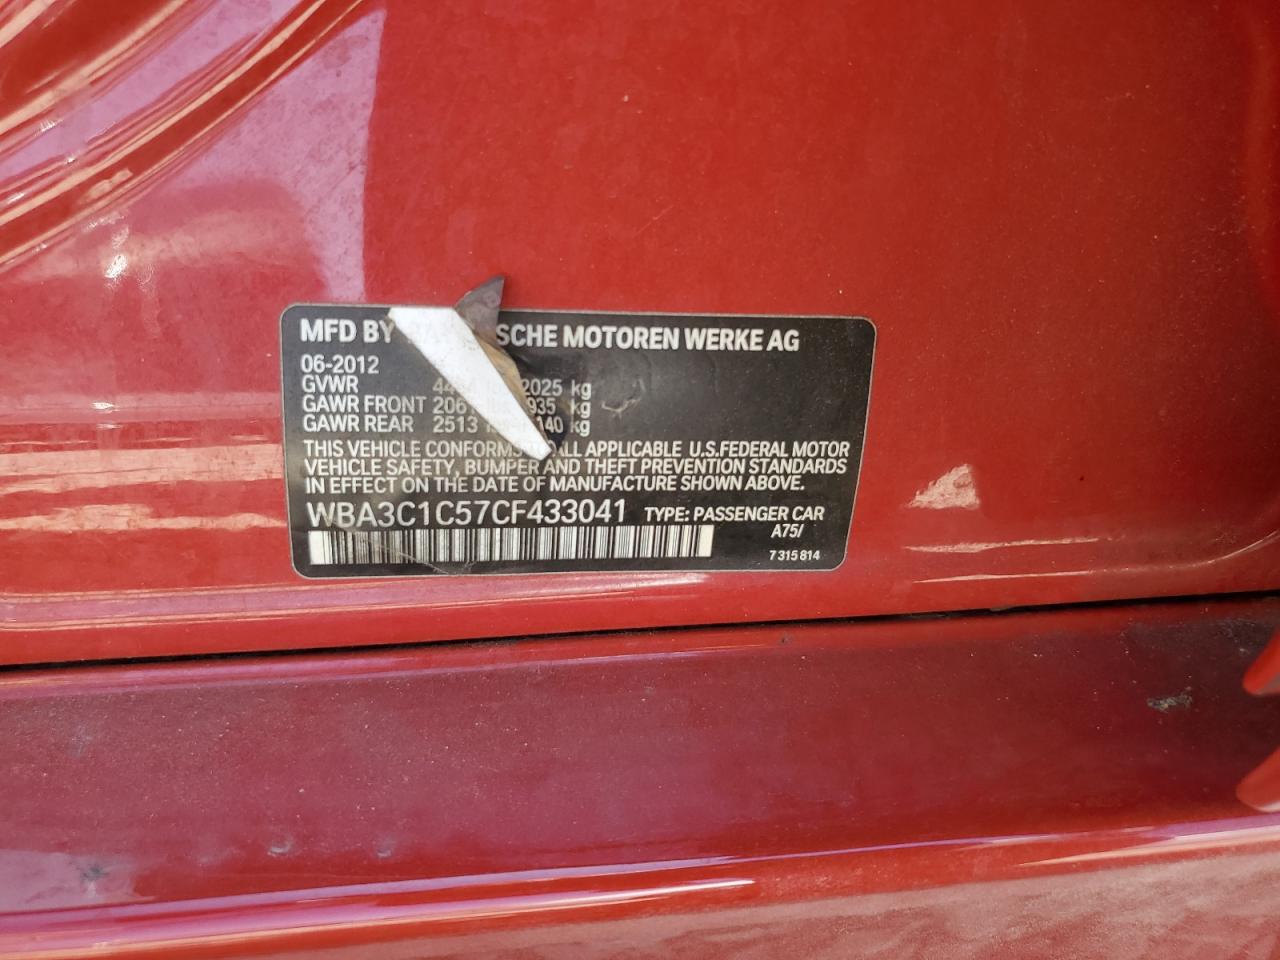 MFD BY SCHE MOTOREN WERKE AG
06-2012
GVWR 2025 kg
GAWR FRONT kg
GAWR REAR 2513 kg
THIS VEHICLE CONFORMS TO ALL APPLICABLE U.S.FEDERAL MOTOR
VEHICLE SAFETY, BUMPER AND THEFT PREVENTION STANDARDS
IN EFFECT ON THE DATE OF MANUFACTURE SHOWN ABOVE.
WBA3C1C57CF433041 TYPE: PASSENGER CAR
A75/
7 315 814